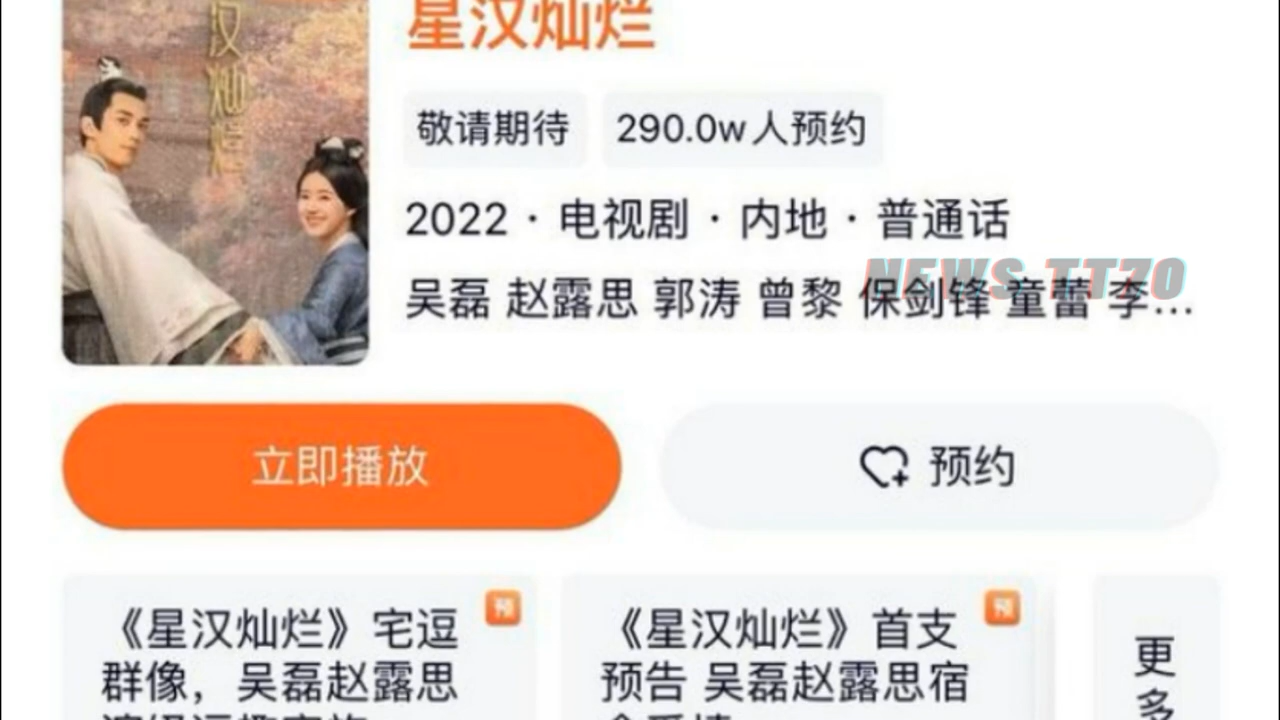 汉
灿
烂
星汉灿烂
敬请期待
290.0w人预约
2022 · 电视剧 · 内地 · 普通话
NEWS TT70
吴磊 赵露思 郭涛 曾黎 保剑锋 童蕾 李...
立即播放
预约
预
《星汉灿烂》宅逗
群像，吴磊赵露思
预
《星汉灿烂》首支
预告 吴磊赵露思宿
更
多